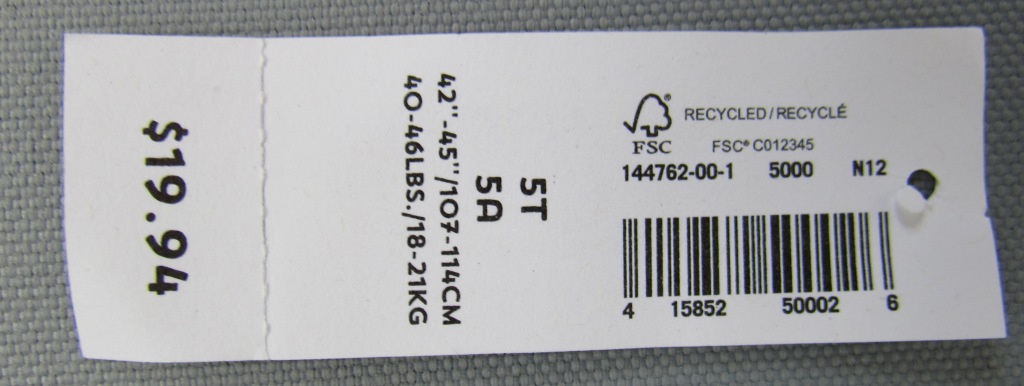 RECYCLED/RECYCLÉ
FSC
FSC® C012345
144762-00-1 5000 N12
4 15852 50002 6
5T
5A
42"-45"/107-114CM
40-46LBS./18-21KG
$19.94